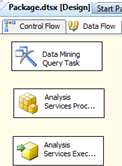 Package.dtsx [Design] Start Pa
Control Flow Data Flow
Data Mining
Query Task
Analysis
Services Proc...
Analysis
Services Exec...